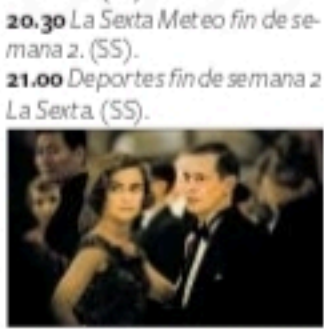 20.30 La Sexta Meteo fin de se-
mana 2. (SS).
21.00 Deportes fin de semana 2
La Sexta. (SS).